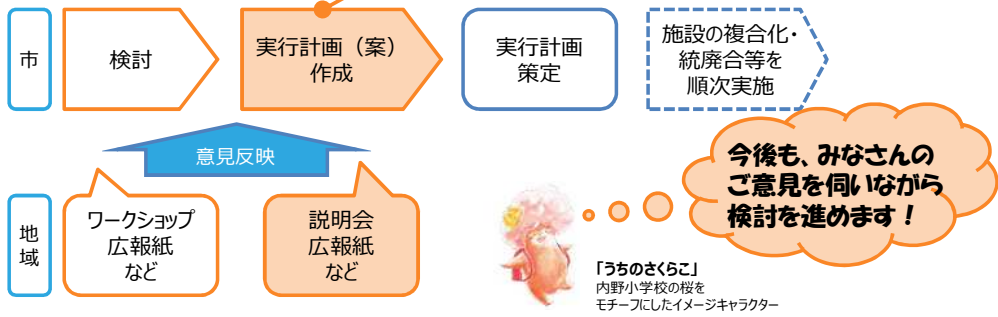 市
検討
実行計画（案）
作成
実行計画
策定
施設の複合化・
統廃合等を
順次実施
意見反映
今後も、みなさんの
ご意見を伺いながら
検討を進めます！
地域
ワークショップ
広報紙
など
説明会
広報紙
など
「うちのさくらこ」
内野小学校の桜を
モチーフにしたイメージキャラクター